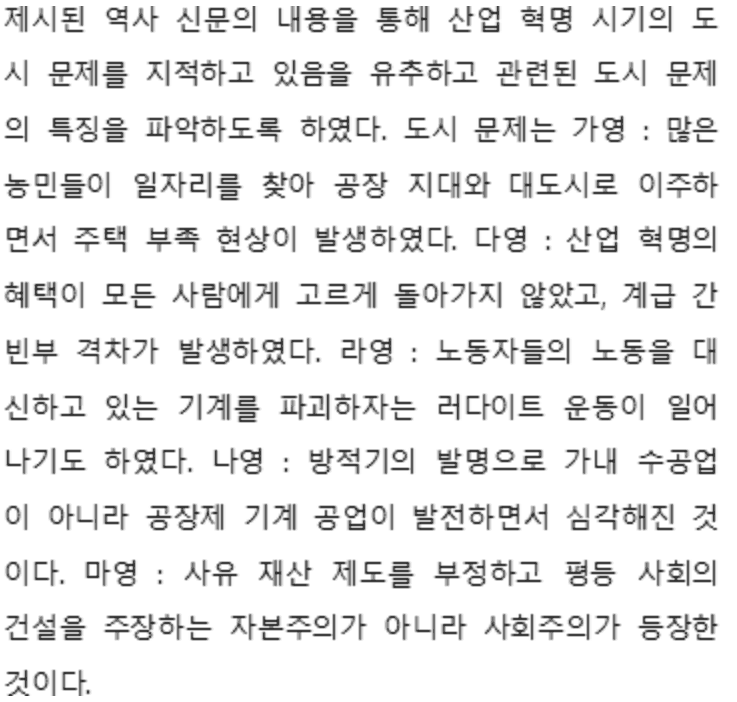 제시된 역사 신문의 내용을 통해 산업 혁명 시기의 도
시 문제를 지적하고 있음을 유추하고 관련된 도시 문제
의 특징을 파악하도록 하였다. 도시 문제는 가영 : 많은
농민들이 일자리를 찾아 공장 지대와 대도시로 이주하
면서 주택 부족 현상이 발생하였다. 다영 : 산업 혁명의
혜택이 모든 사람에게 고르게 돌아가지 않았고, 계급 간
빈부 격차가 발생하였다. 라영 : 노동자들의 노동을 대
신하고 있는 기계를 파괴하자는 러다이트 운동이 일어
나기도 하였다. 나영 : 방적기의 발명으로 가내 수공업
이 아니라 공장제 기계 공업이 발전하면서 심각해진 것
이다. 마영 : 사유 재산 제도를 부정하고 평등 사회의
건설을 주장하는 자본주의가 아니라 사회주의가 등장한
것이다.